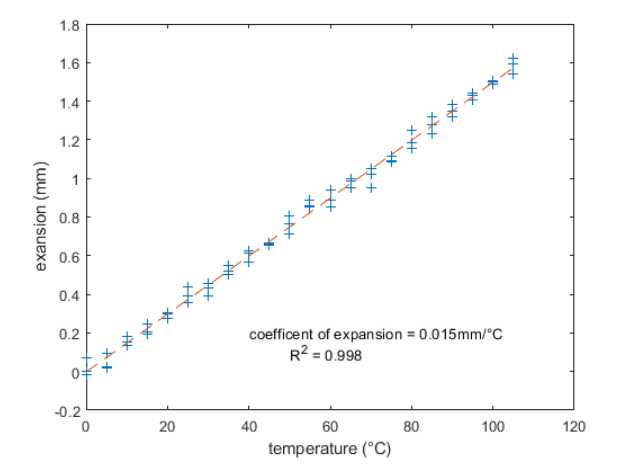 1.8
1.6
1.4
1.2
1
0.8
0.6
0.4
0.2
0
-0.2
exansion (mm)
coefficent of expansion = 0.015mm/°C
R² = 0.998
0 20 40 60 80 100 120
temperature (°C)